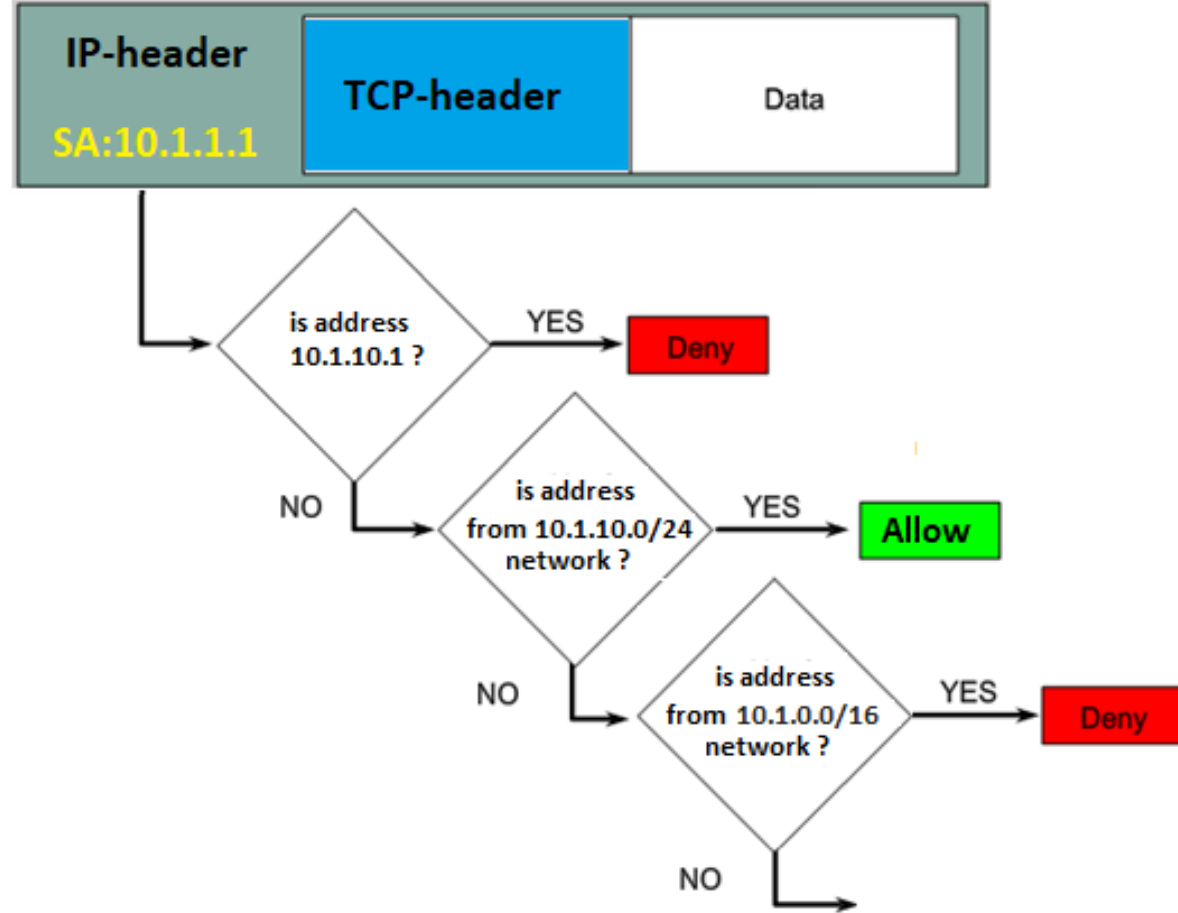 IP-header
SA:10.1.1.1
TCP-header
Data
is address
10.1.10.1 ?
YES
Deny
NO
is address
from 10.1.10.0/24
network ?
YES
Allow
NO
is address
from 10.1.0.0/16
network ?
YES
Deny
NO